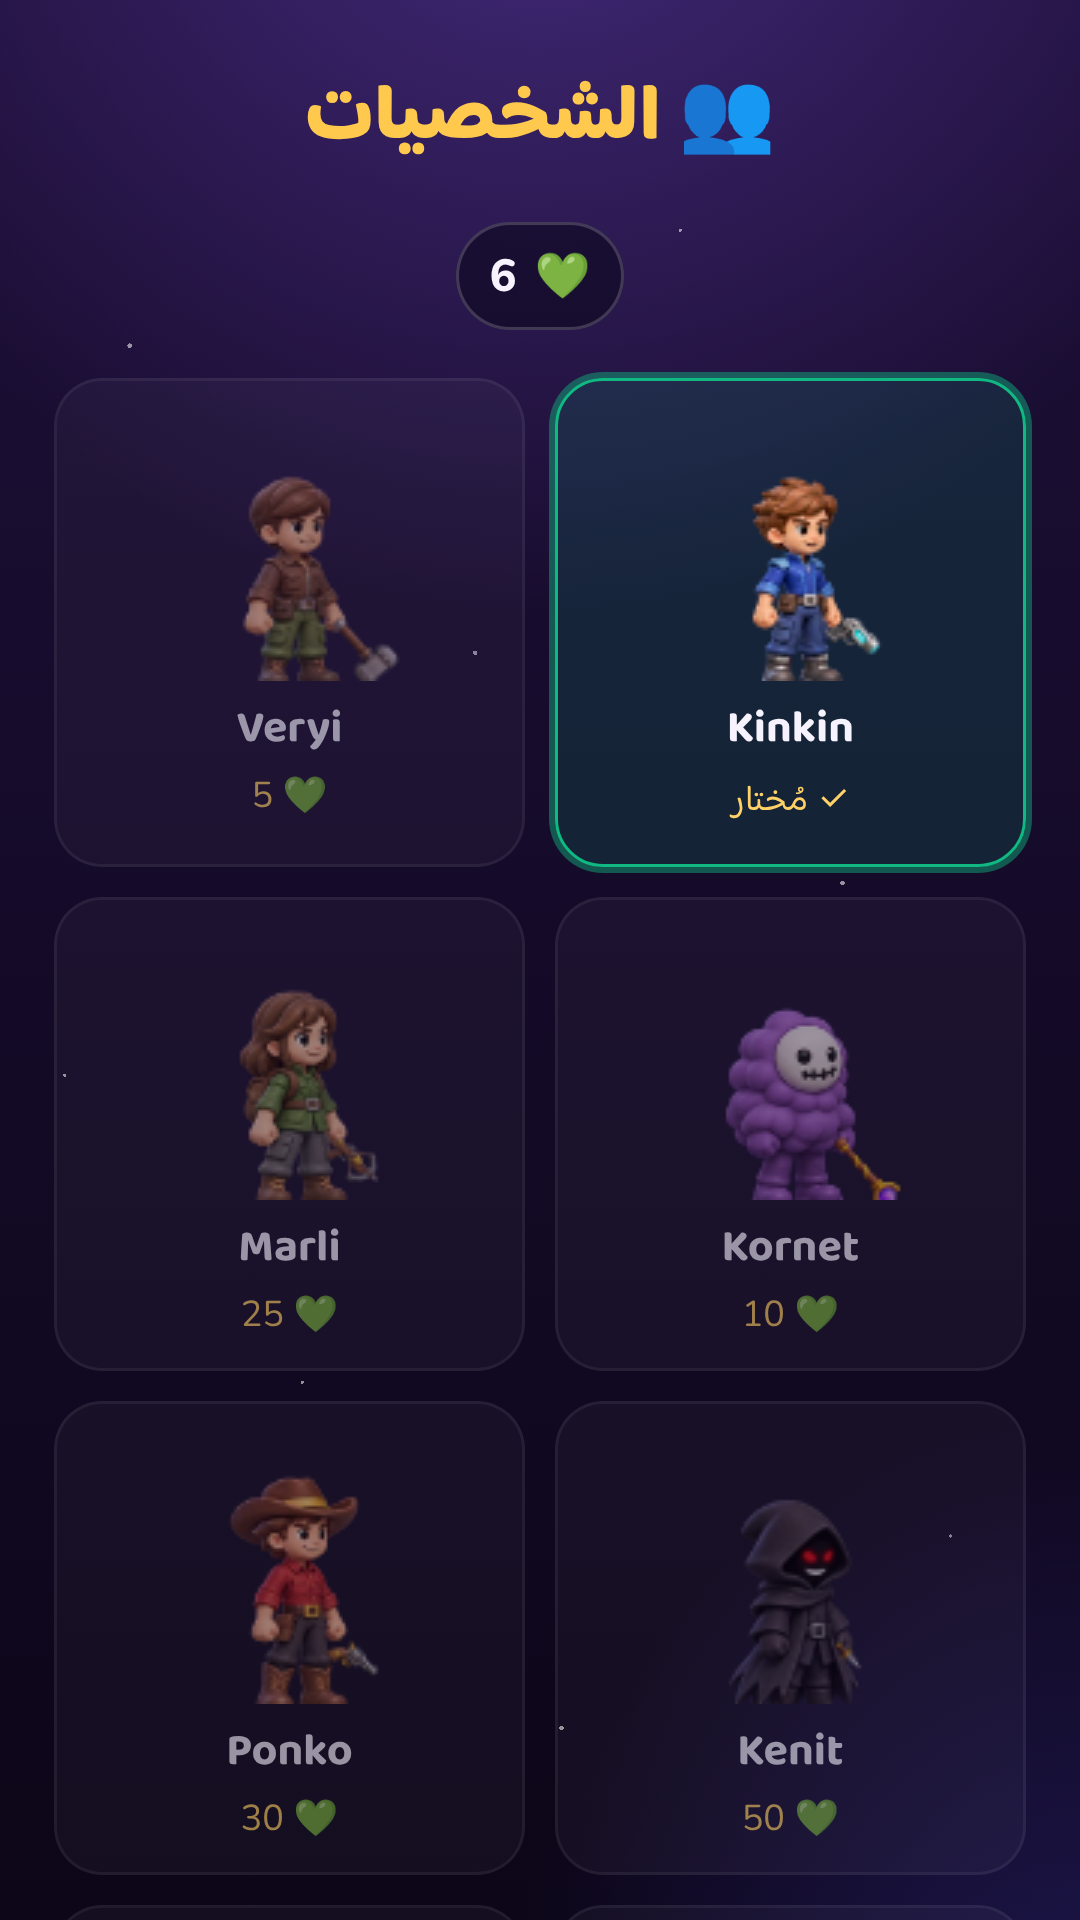 👥 الشخصيات
6 💚
Kinkin
✓ مُختار
Veryi
5 💚
Kornet
10 💚
Marli
25 💚
Kenit
50 💚
Ponko
30 💚